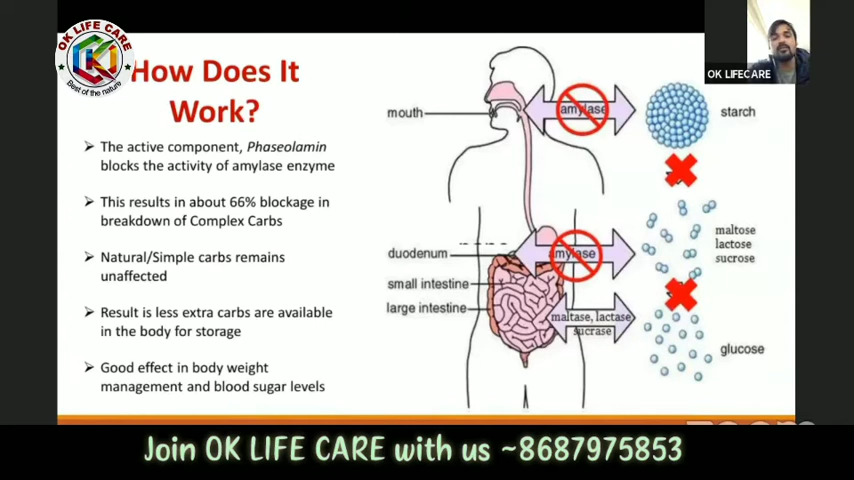 OK LIFE CARE
Best of the nature
OK LIFECARE
How Does It
Work?
The active component, Phaseolamin
blocks the activity of amylase enzyme
This results in about 66% blockage in
breakdown of Complex Carbs
Natural/Simple carbs remains
unaffected
Result is less extra carbs are available
in the body for storage
Good effect in body weight
management and blood sugar levels
mouth
amylase
starch
maltose
lactose
sucrose
duodenum
amylase
small intestine
large intestine
maltase, lactase
sucrase
glucose
Join OK LIFE CARE with us ~8687975853